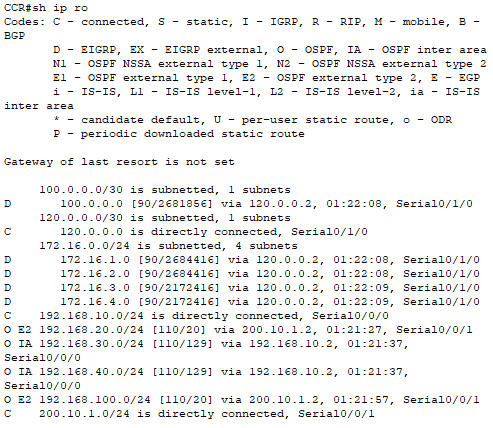 CCR#sh ip ro
Codes: C - connected, S - static, I - IGRP, R - RIP, M - mobile, B -
BGP
D - EIGRP, EX - EIGRP external, O - OSPF, IA - OSPF inter area
N1 - OSPF NSSA external type 1, N2 - OSPF NSSA external type 2
E1 - OSPF external type 1, E2 - OSPF external type 2, E - EGP
i - IS-IS, L1 - IS-IS level-1, L2 - IS-IS level-2, ia - IS-IS
inter area
* - candidate default, U - per-user static route, o - ODR
P - periodic downloaded static route
Gateway of last resort is not set
100.0.0.0/30 is subnetted, 1 subnets
D 100.0.0.0 [90/2681856] via 120.0.0.2, 01:22:08, Serial0/1/0
120.0.0.0/30 is subnetted, 1 subnets
C 120.0.0.0 is directly connected, Serial0/1/0
172.16.0.0/24 is subnetted, 4 subnets
D 172.16.1.0 [90/2684416] via 120.0.0.2, 01:22:08, Serial0/1/0
D 172.16.2.0 [90/2684416] via 120.0.0.2, 01:22:08, Serial0/1/0
D 172.16.3.0 [90/2172416] via 120.0.0.2, 01:22:09, Serial0/1/0
D 172.16.4.0 [90/2172416] via 120.0.0.2, 01:22:09, Serial0/1/0
C 192.168.10.0/24 is directly connected, Serial0/0/0
O E2 192.168.20.0/24 [110/20] via 200.10.1.2, 01:21:27, Serial0/0/1
O IA 192.168.30.0/24 [110/129] via 192.168.10.2, 01:21:37,
Serial0/0/0
O IA 192.168.40.0/24 [110/129] via 192.168.10.2, 01:21:37,
Serial0/0/0
O E2 192.168.100.0/24 [110/20] via 200.10.1.2, 01:21:57, Serial0/0/1
C 200.10.1.0/24 is directly connected, Serial0/0/1